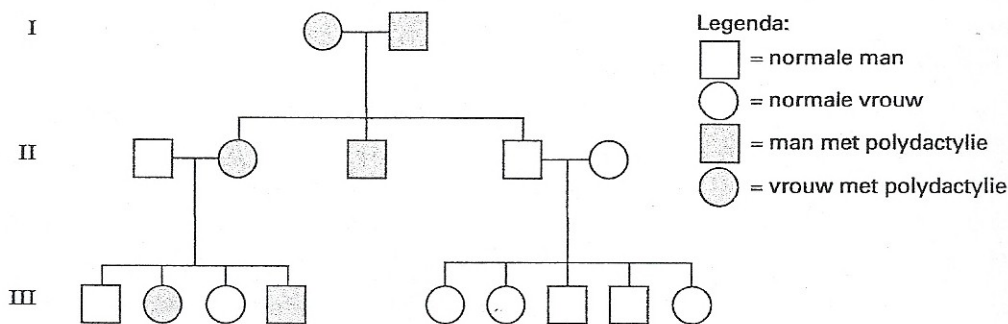 I
II
III
Legenda:
= normale man
= normale vrouw
= man met polydactylie
= vrouw met polydactylie